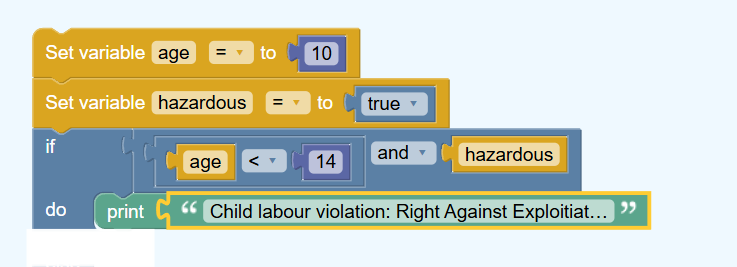 Set variable age = to 10
Set variable hazardous = to true
if
age < 14 and hazardous
do print “ Child labour violation: Right Against Exploitiat... ”